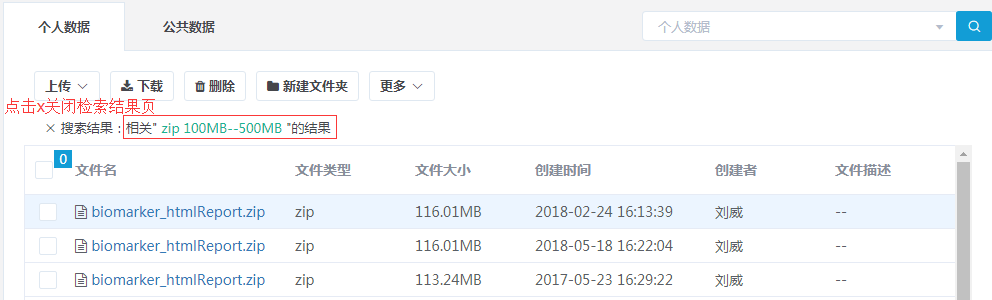 个人数据 公共数据 个人数据
上传 下载 删除 新建文件夹 更多
点击x关闭检索结果页
× 搜索结果：相关" zip 100MB--500MB "的结果
0
文件名 文件类型 文件大小 创建时间 创建者 文件描述
biomarker_htmlReport.zip zip 116.01MB 2018-02-24 16:13:39 刘威 --
biomarker_htmlReport.zip zip 116.01MB 2018-05-18 16:22:04 刘威 --
biomarker_htmlReport.zip zip 113.24MB 2017-05-23 16:29:22 刘威 --